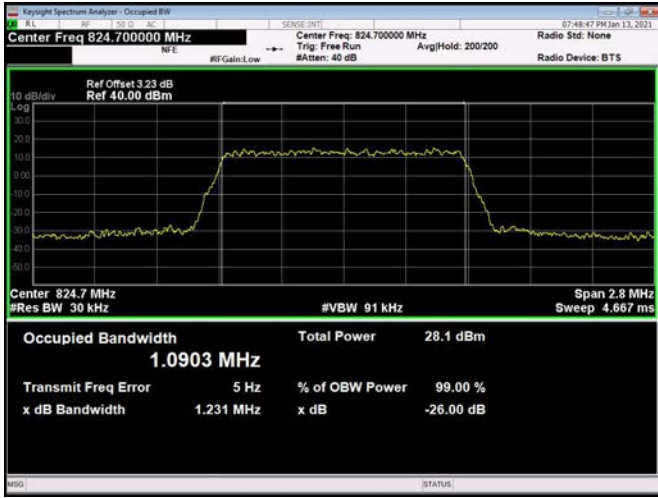 Keysight Spectrum Analyzer - Occupied BW
RL RF 50 Ω AC SENSE:INT 07:48:47 PM Jan 13, 2021
Center Freq 824.700000 MHz Center Freq: 824.700000 MHz Radio Std: None
NFE Trig: Free Run Avg|Hold: 200/200
#IFGain:Low #Atten: 40 dB Radio Device: BTS
Ref Offset 3.23 dB
10 dB/div Ref 40.00 dBm
Log
30.0
20.0
10.0
0.00
-10.0
-20.0
-30.0
-40.0
-50.0
Center 824.7 MHz Span 2.8 MHz
#Res BW 30 kHz #VBW 91 kHz Sweep 4.667 ms
Occupied Bandwidth Total Power 28.1 dBm
1.0903 MHz
Transmit Freq Error 5 Hz % of OBW Power 99.00 %
x dB Bandwidth 1.231 MHz x dB -26.00 dB
MSG STATUS